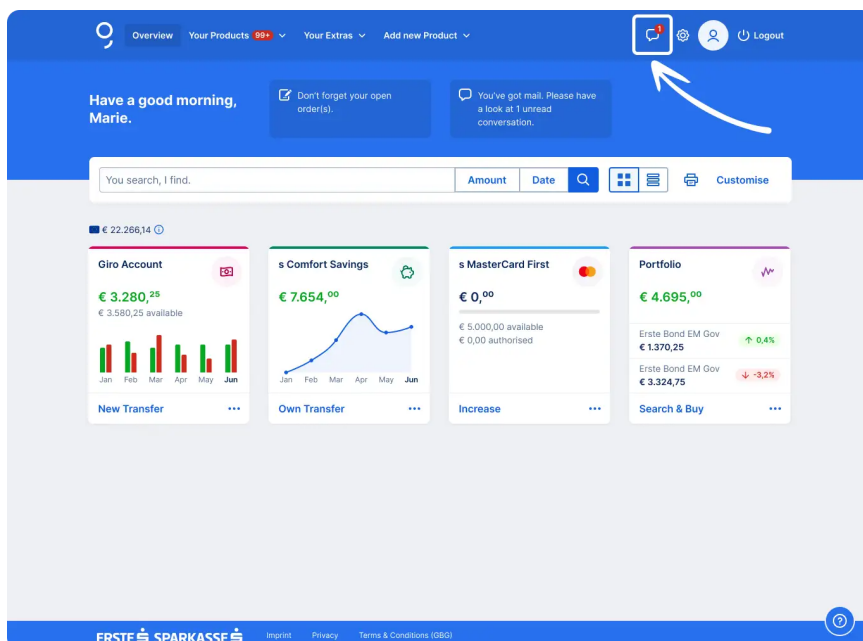 Overview Your Products 99+ Your Extras Add new Product 1 Logout
Have a good morning,
Marie.
Don't forget your open
order(s).
You've got mail. Please have
a look at 1 unread
conversation.
You search, I find. Amount Date Customise
€ 22.266,14
Giro Account
€ 3.280,25
€ 3.580,25 available
Jan Feb Mar Apr May Jun
New Transfer
s Comfort Savings
€ 7.654,00
Jan Feb Mar Apr May Jun
Own Transfer
s MasterCard First
€ 0,00
€ 5.000,00 available
€ 0,00 authorised
Increase
Portfolio
€ 4.695,00
Erste Bond EM Gov
€ 1.370,25
0,4%
Erste Bond EM Gov
€ 3.324,75
-3,2%
Search & Buy
ERSTE SPARKASSE Imprint Privacy Terms & Conditions (GBG)